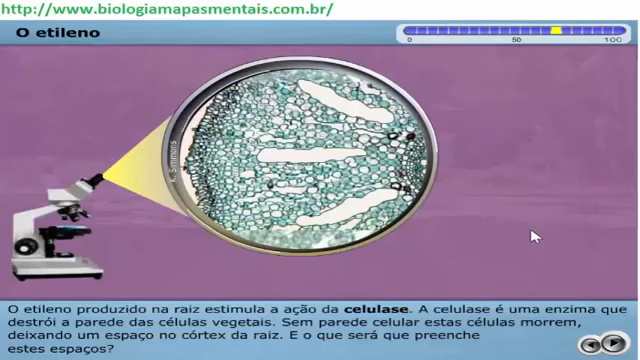 http://www.biologiamapasmentais.com.br/
O etileno
0 50 100
K. Simmons
O etileno produzido na raiz estimula a ação da celulase. A celulase é uma enzima que
destrói a parede das células vegetais. Sem parede celular estas células morrem,
deixando um espaço no córtex da raiz. E o que será que preenche
estes espaços?